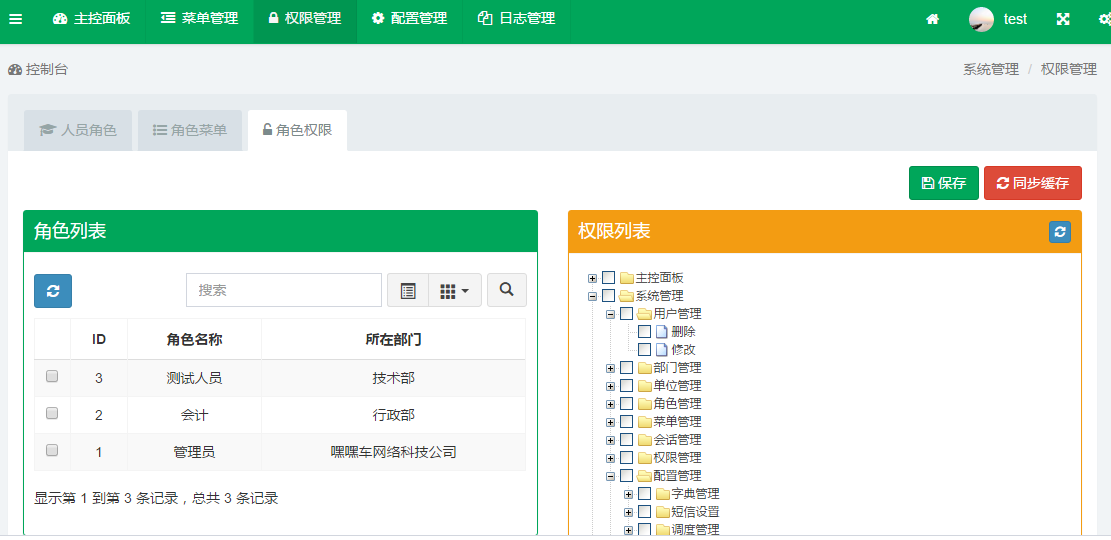 主控面板 菜单管理 权限管理 配置管理 日志管理 test
控制台 系统管理 / 权限管理
人员角色 角色菜单 角色权限
保存 同步缓存
角色列表
搜索
ID 角色名称 所在部门
3 测试人员 技术部
2 会计 行政部
1 管理员 嘿嘿车网络科技公司
显示第 1 到第 3 条记录，总共 3 条记录
权限列表
主控面板
系统管理
用户管理
删除
修改
部门管理
单位管理
角色管理
菜单管理
会话管理
权限管理
配置管理
字典管理
短信设置
调度管理